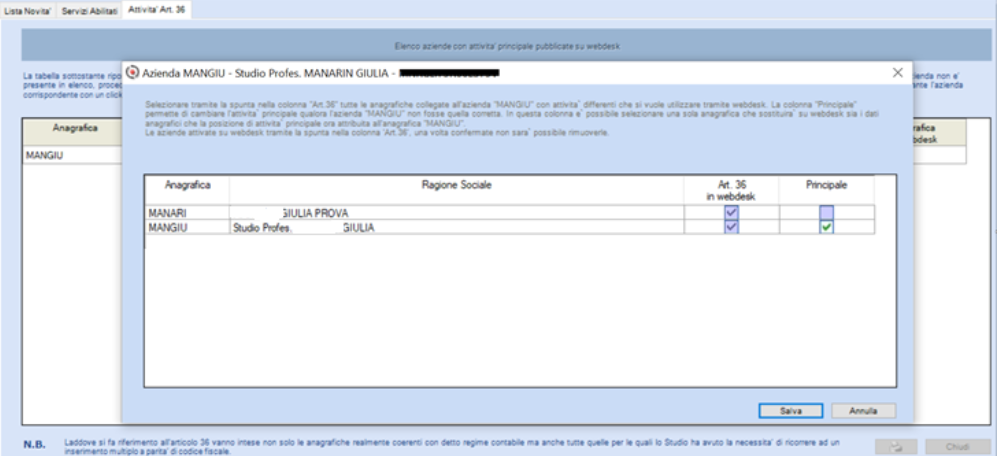 Lista Novita' Servizi Abilitati Attivita' Art. 36
Elenco aziende con attivita' principale pubblicate su webdesk
La tabella sottostante ripo
presente in elenco, proced
corrispondente con un click
ienda non e'
ante l'azienda
Azienda MANGIU - Studio Profes. MANARIN GIULIA -
Selezionare tramite la spunta nella colonna "Art.36" tutte le anagrafiche collegate all'azienda "MANGIU" con attivita` differenti che si vuole utilizzare tramite webdesk. La colonna "Principale"
permette di cambiare l'attivita` principale qualora l'azienda "MANGIU" non fosse quella corretta. In questa colonna e` possibile selezionare una sola anagrafica che sostituira` su webdesk sia i dati
anagrafici che la posizione di attivita` principale ora attribuita all'anagrafica "MANGIU".
Le aziende attivate su webdesk tramite la spunta nella colonna 'Art.36', una volta confermate non sara` possibile rimuoverle.
Anagrafica
rafica
bdesk
MANGIU
Anagrafica Ragione Sociale Art. 36 Principale
in webdesk
MANARI GIULIA PROVA
MANGIU Studio Profes. GIULIA
Salva Annulla
N.B. Laddove si fa riferimento all'articolo 36 vanno intese non solo le anagrafiche realmente coerenti con detto regime contabile ma anche tutte quelle per le quali lo Studio ha avuto la necessita' di ricorrere ad un
inserimento multiplo a parita' di codice fiscale.
Chiudi